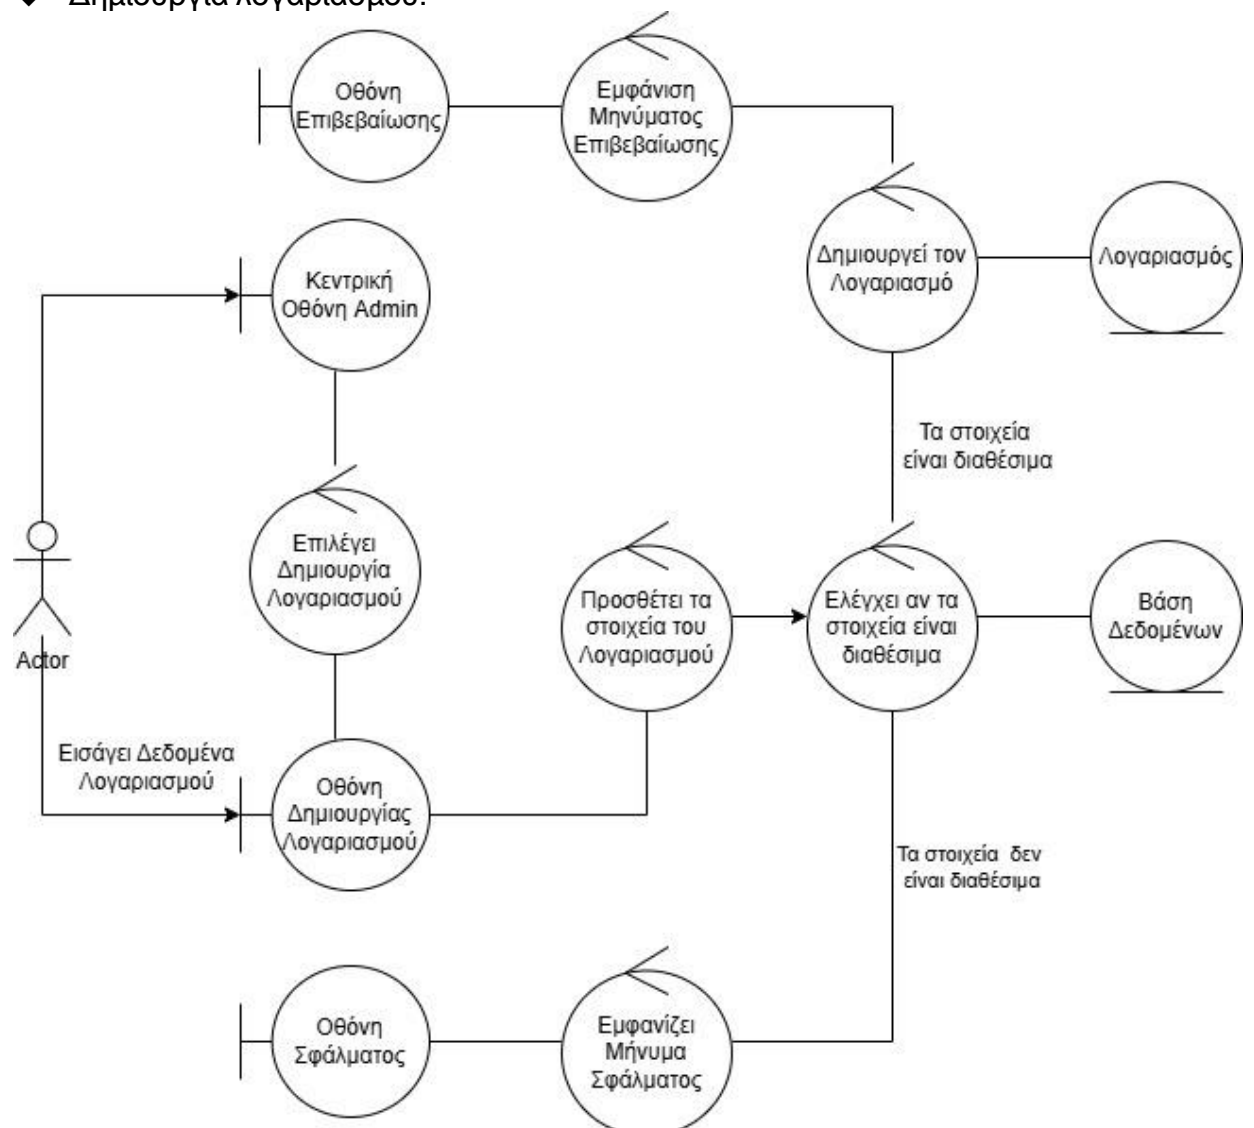 Δημιουργία λογαριασμού:
Οθόνη
Επιβεβαίωσης
Εμφάνιση
Μηνύματος
Επιβεβαίωσης
Δημιουργεί τον
Λογαριασμό
Λογαριασμός
Κεντρική
Οθόνη Admin
Τα στοιχεία
είναι διαθέσιμα
Επιλέγει
Δημιουργία
Λογαριασμού
Προσθέτει τα
στοιχεία του
Λογαριασμού
Ελέγχει αν τα
στοιχεία είναι
διαθέσιμα
Βάση
Δεδομένων
Actor
Εισάγει Δεδομένα
Λογαριασμού
Οθόνη
Δημιουργίας
Λογαριασμού
Τα στοιχεία δεν
είναι διαθέσιμα
Οθόνη
Σφάλματος
Εμφανίζει
Μήνυμα
Σφάλματος